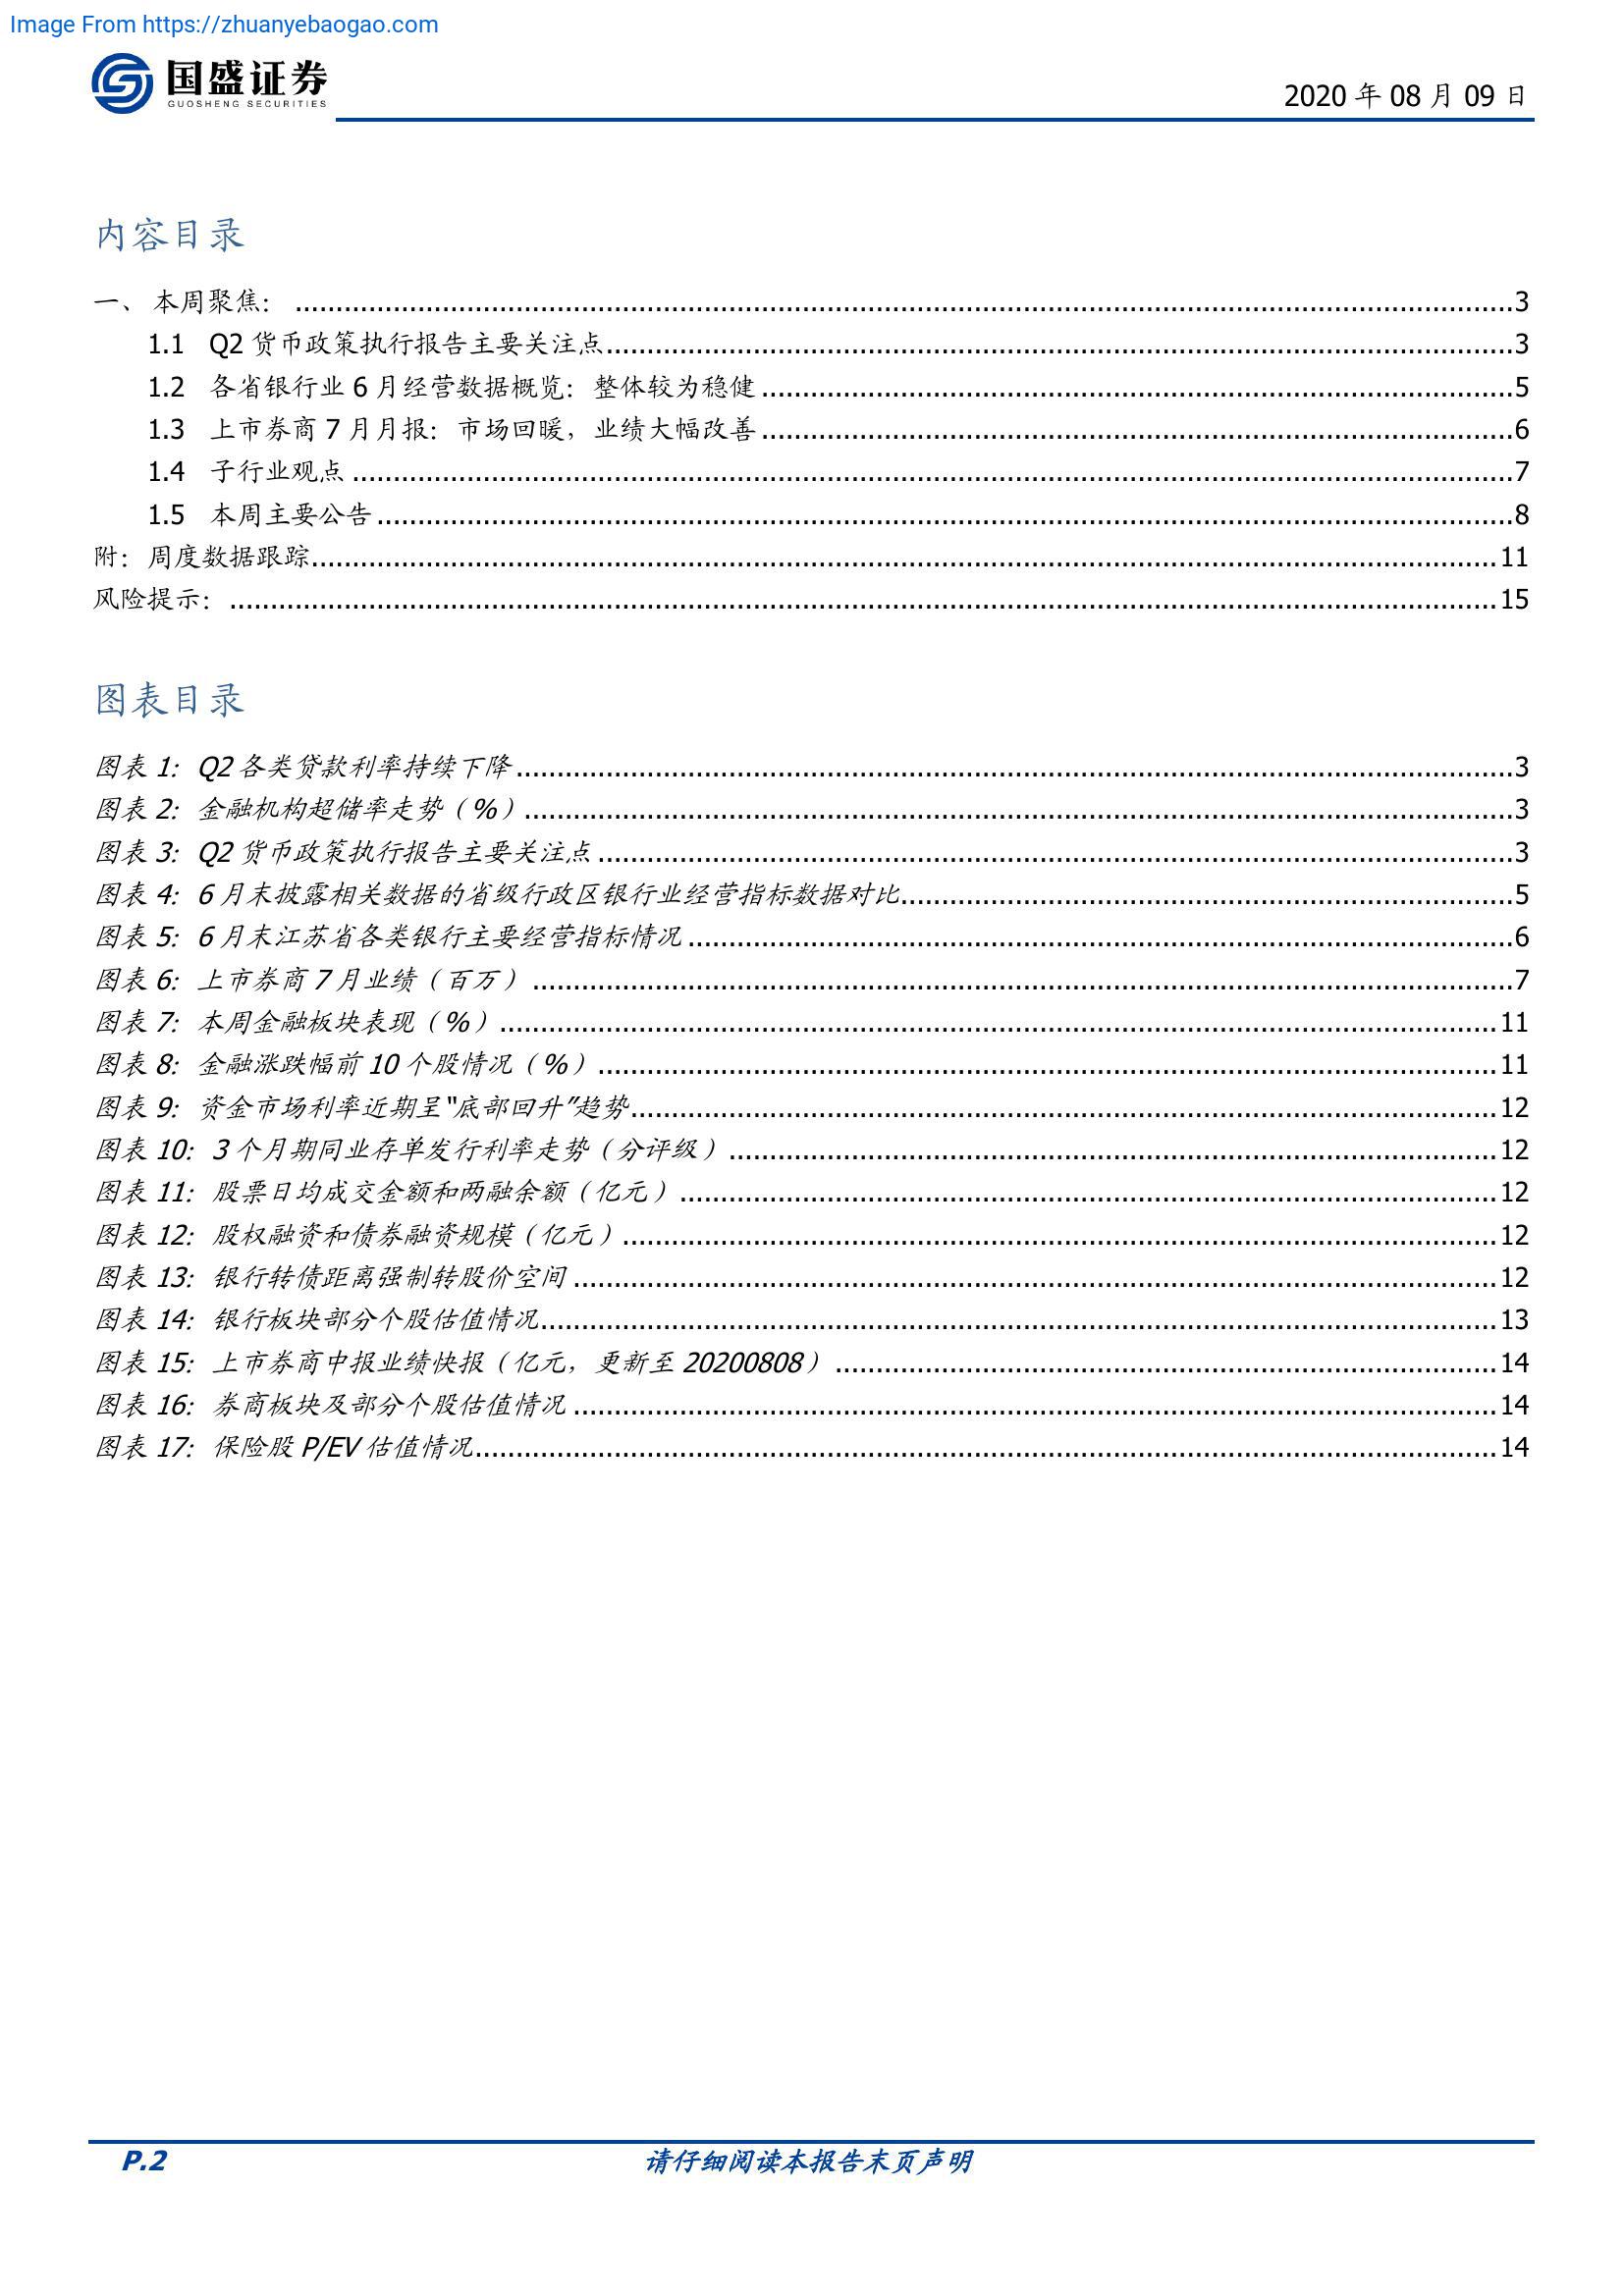 Image From https://zhuanyebaogao.com
国盛证券
GUOSHENG SECURITIES
2020 年 08 月 09 日
内容目录
一、 本周聚焦： 3
1.1 Q2 货币政策执行报告主要关注点 3
1.2 各省银行业 6 月经营数据概览：整体较为稳健 5
1.3 上市券商 7 月月报：市场回暖，业绩大幅改善 6
1.4 子行业观点 7
1.5 本周主要公告 8
附：周度数据跟踪 11
风险提示： 15
图表目录
图表 1: Q2 各类贷款利率持续下降 3
图表 2: 金融机构超储率走势（%） 3
图表 3: Q2 货币政策执行报告主要关注点 3
图表 4: 6 月末披露相关数据的省级行政区银行业经营指标数据对比 5
图表 5: 6 月末江苏省各类银行主要经营指标情况 6
图表 6: 上市券商 7 月业绩（百万） 7
图表 7: 本周金融板块表现（%） 11
图表 8: 金融涨跌幅前 10 个股情况（%） 11
图表 9: 资金市场利率近期呈"底部回升"趋势 12
图表 10: 3 个月期同业存单发行利率走势（分评级） 12
图表 11: 股票日均成交金额和两融余额（亿元） 12
图表 12: 股权融资和债券融资规模（亿元） 12
图表 13: 银行转债距离强制转股价空间 12
图表 14: 银行板块部分个股估值情况 13
图表 15: 上市券商中报业绩快报（亿元，更新至 20200808） 14
图表 16: 券商板块及部分个股估值情况 14
图表 17: 保险股 P/EV 估值情况 14
P.2
请仔细阅读本报告末页声明